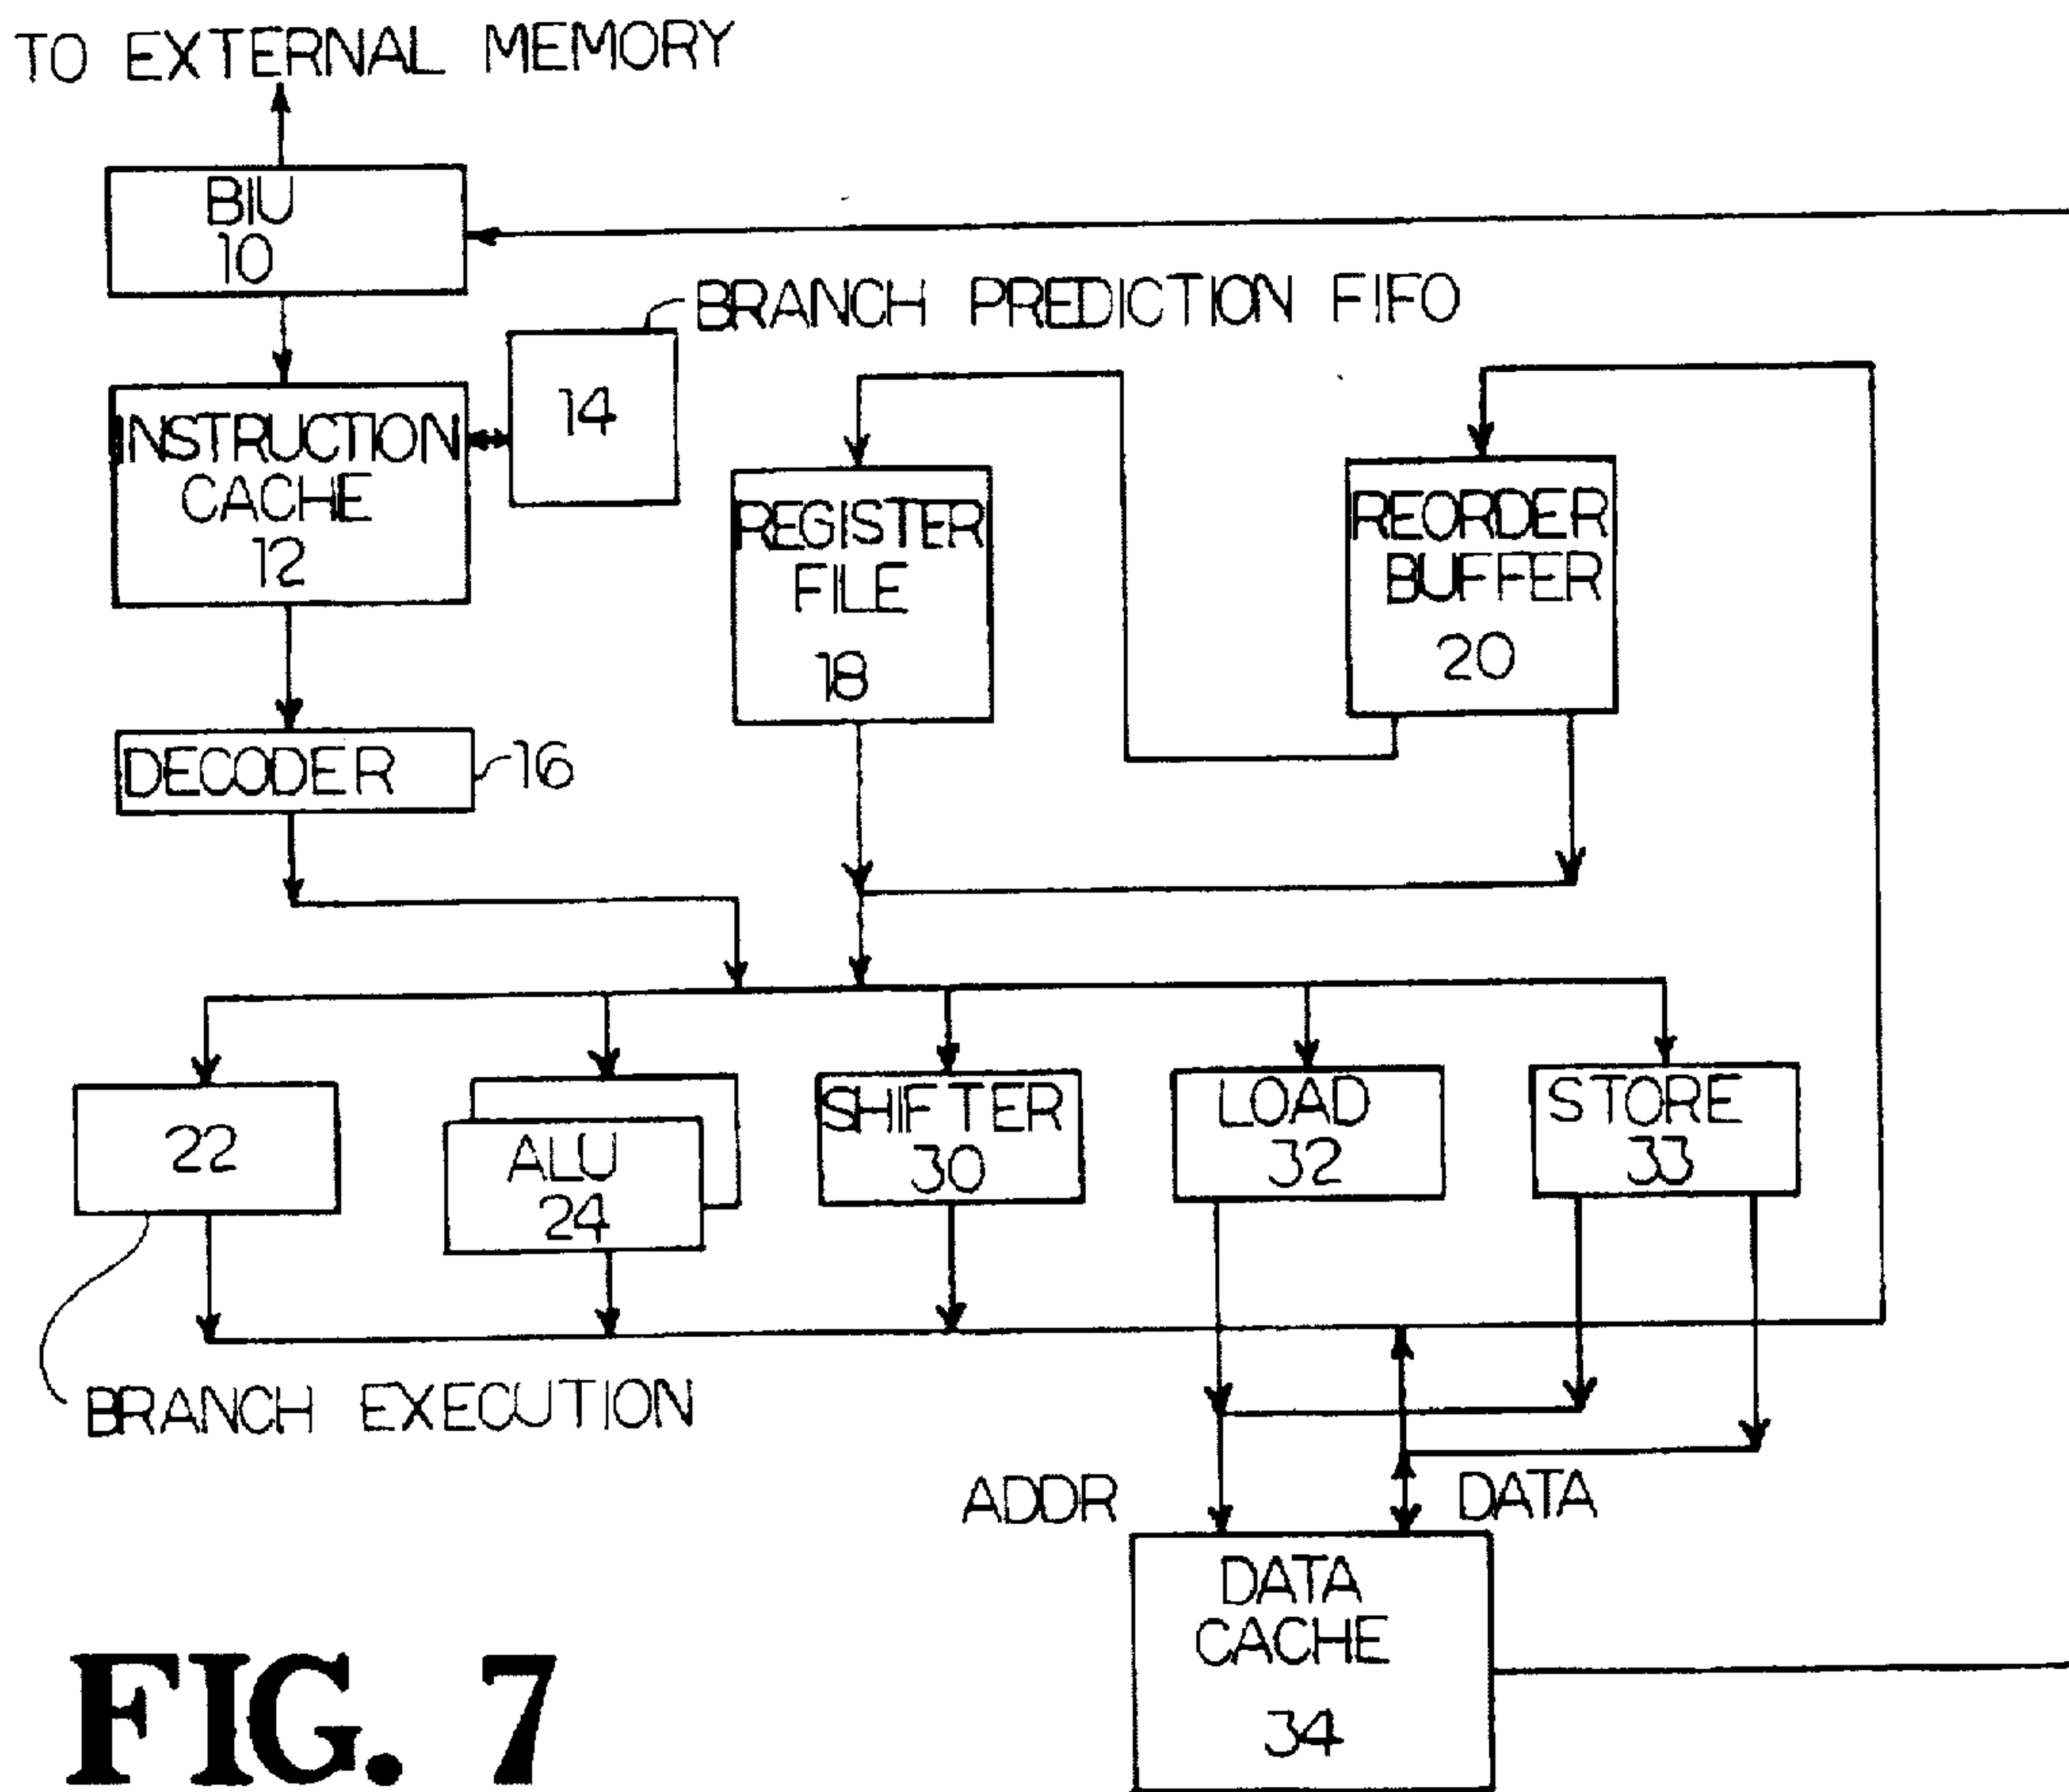 TO EXTERNAL MEMORY
BIU
10
BRANCH PREDICTION FIFO
14
INSTRUCTION
CACHE
12
REGISTER
FILE
18
REORDER
BUFFER
20
DECODER
16
22
ALU
24
SHIFTER
30
LOAD
32
STORE
33
BRANCH EXECUTION
ADDR
DATA
DATA
CACHE
34
FIG. 7